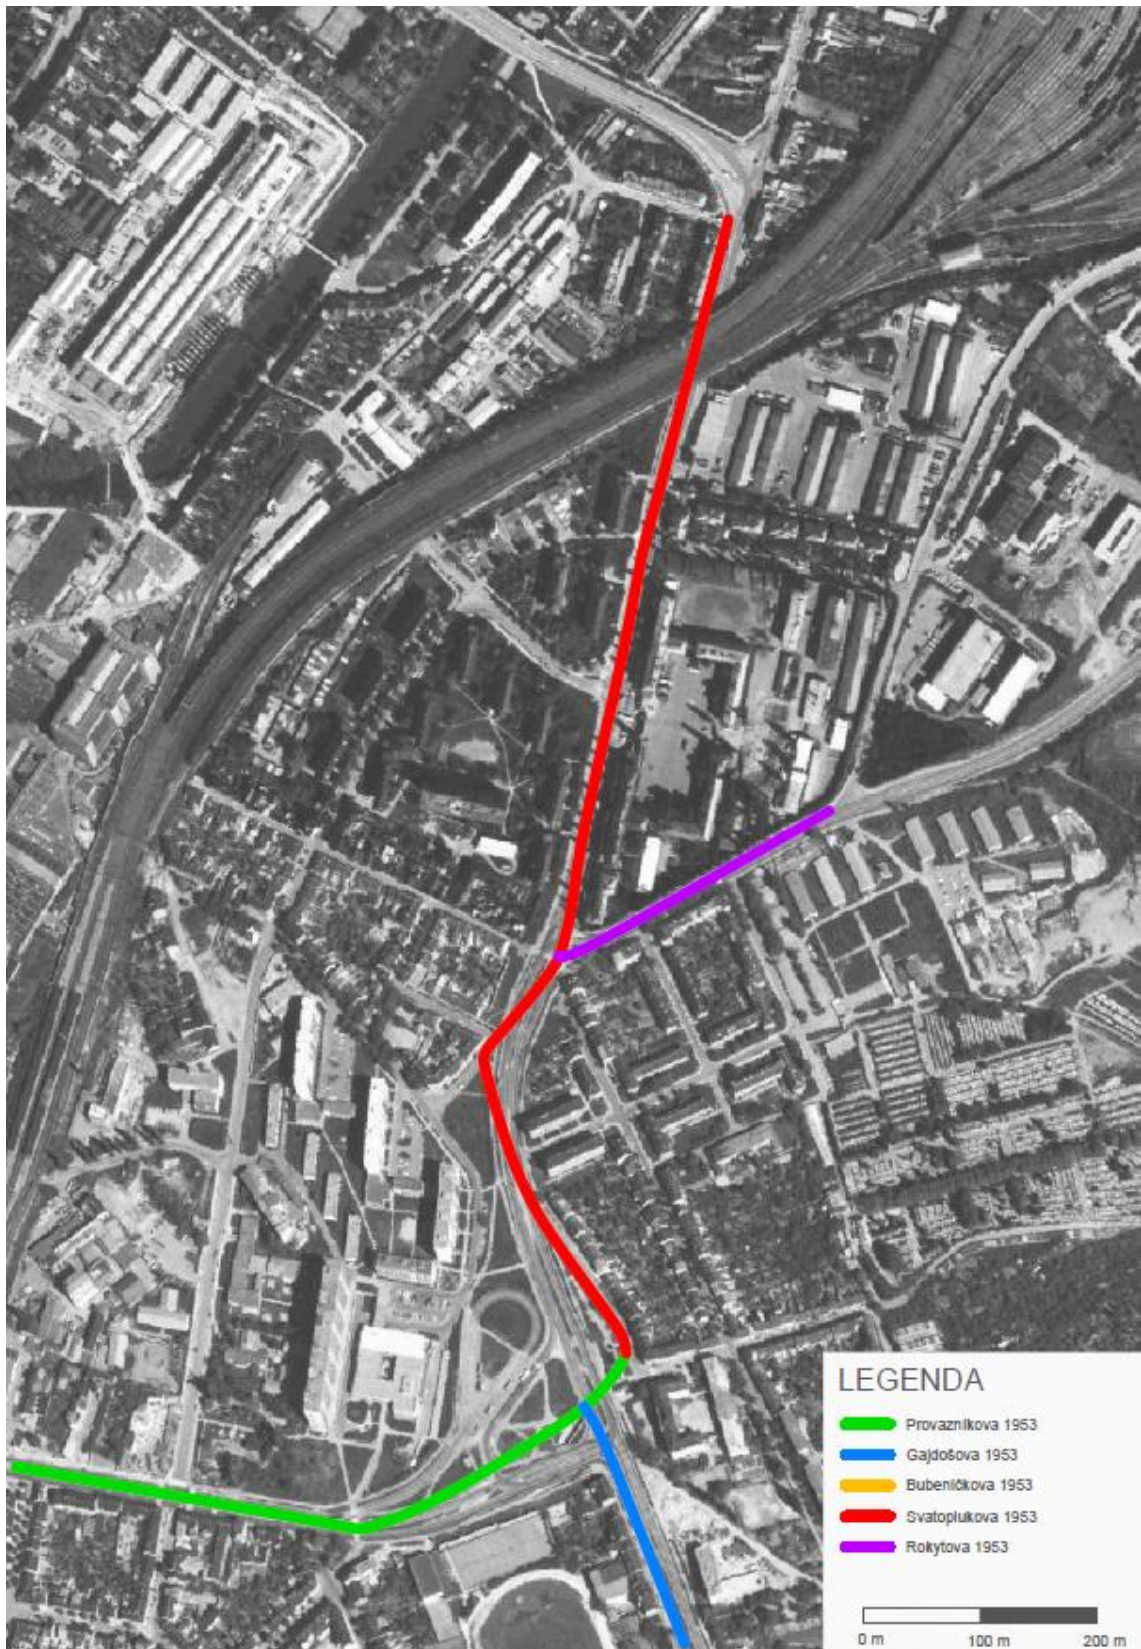 LEGENDA
Provazníkova 1953
Gajdošova 1953
Bubeníčkova 1953
Svatoplukova 1953
Rokytova 1953
0 m 100 m 200 m